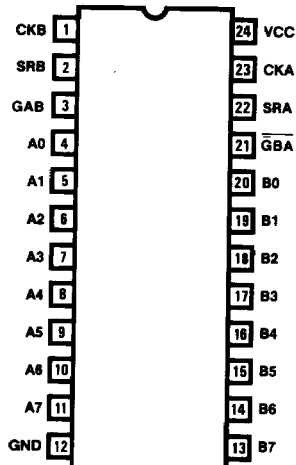 CKB 1 24 VCC
SRB 2 23 CKA
GAB 3 22 SRA
A0 4 21 G̅B̅A̅
A1 5 20 B0
A2 6 19 B1
A3 7 18 B2
A4 8 17 B3
A5 9 16 B4
A6 10 15 B5
A7 11 14 B6
GND 12 13 B7